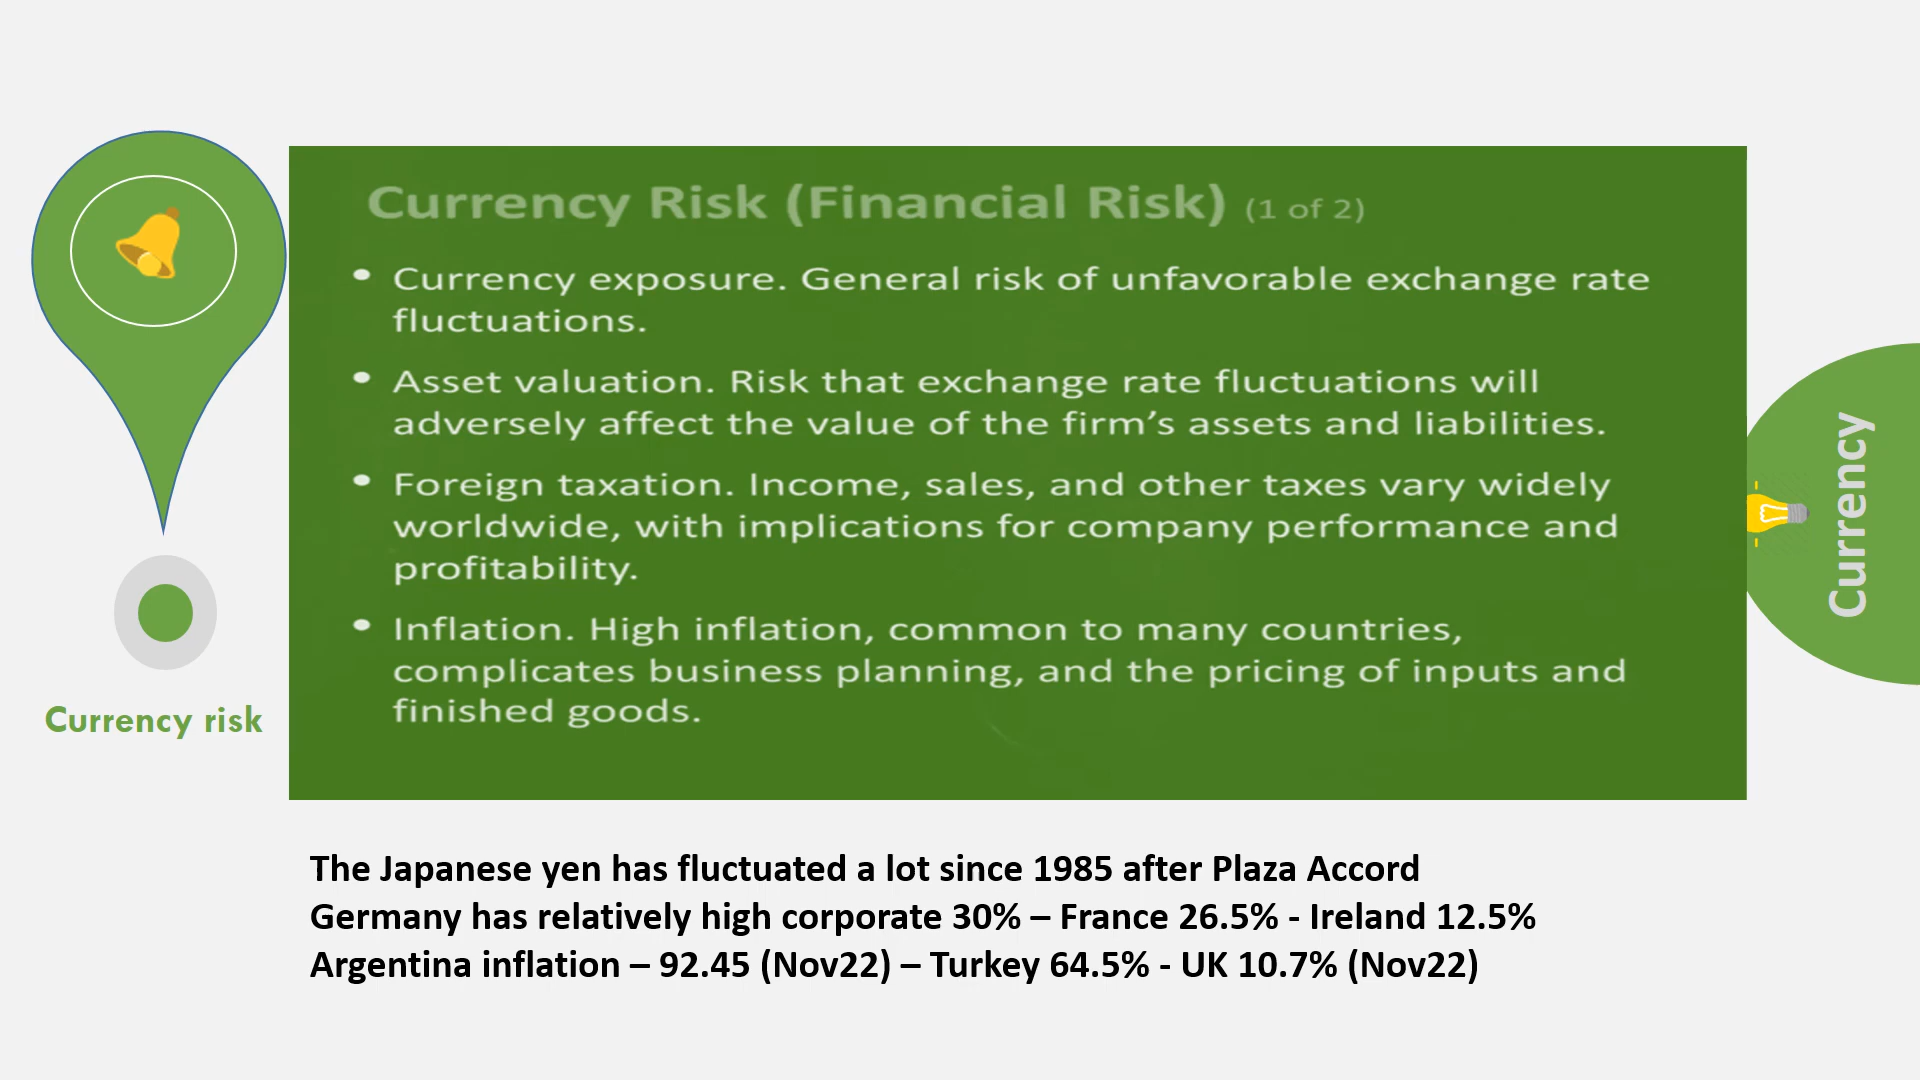 Currency Risk (Financial Risk) (1 of 2)
• Currency exposure. General risk of unfavorable exchange rate
fluctuations.
• Asset valuation. Risk that exchange rate fluctuations will
adversely affect the value of the firm’s assets and liabilities.
• Foreign taxation. Income, sales, and other taxes vary widely
worldwide, with implications for company performance and
profitability.
• Inflation. High inflation, common to many countries,
complicates business planning, and the pricing of inputs and
finished goods.
Currency risk
Currency
The Japanese yen has fluctuated a lot since 1985 after Plaza Accord
Germany has relatively high corporate 30% – France 26.5% - Ireland 12.5%
Argentina inflation – 92.45 (Nov22) – Turkey 64.5% - UK 10.7% (Nov22)